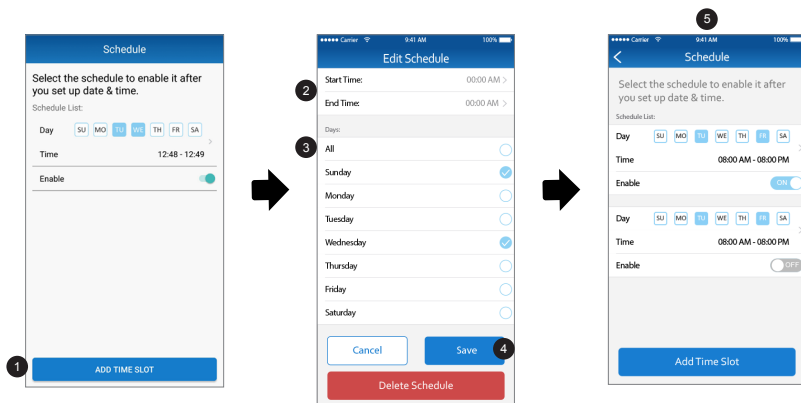 Schedule
Select the schedule to enable it after
you set up date & time.
Schedule List:
Day SU MO TU WE TH FR SA
Time 12:48 - 12:49
Enable
1 ADD TIME SLOT
Carrier 9:41 AM 100%
Edit Schedule
Start Time: 00:00 AM >
2
End Time: 00:00 AM >
Days:
3 All
Sunday
Monday
Tuesday
Wednesday
Thursday
Friday
Saturday
Cancel Save 4
Delete Schedule
5
Carrier 9:41 AM 100%
Schedule
Select the schedule to enable it after
you set up date & time.
Schedule List:
Day SU MO TU WE TH FR SA
Time 08:00 AM - 08:00 PM
Enable ON
Day SU MO TU WE TH FR SA
Time 08:00 AM - 08:00 PM
Enable OFF
Add Time Slot